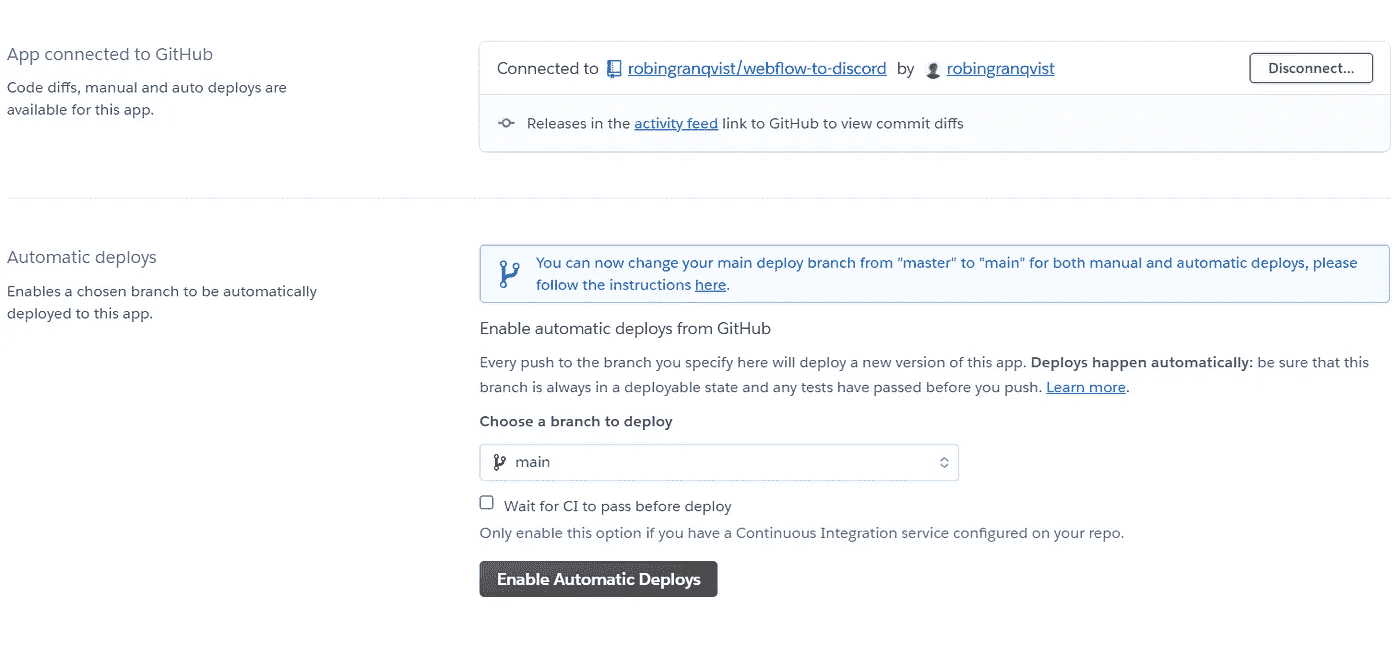 App connected to GitHub
Code diffs, manual and auto deploys are
available for this app.
Connected to robingranqvist/webflow-to-discord by robingranqvist
Disconnect...
Releases in the activity feed link to GitHub to view commit diffs
Automatic deploys
Enables a chosen branch to be automatically
deployed to this app.
You can now change your main deploy branch from "master" to "main" for both manual and automatic deploys, please
follow the instructions here.
Enable automatic deploys from GitHub
Every push to the branch you specify here will deploy a new version of this app. Deploys happen automatically: be sure that this
branch is always in a deployable state and any tests have passed before you push. Learn more.
Choose a branch to deploy
main
Wait for CI to pass before deploy
Only enable this option if you have a Continuous Integration service configured on your repo.
Enable Automatic Deploys